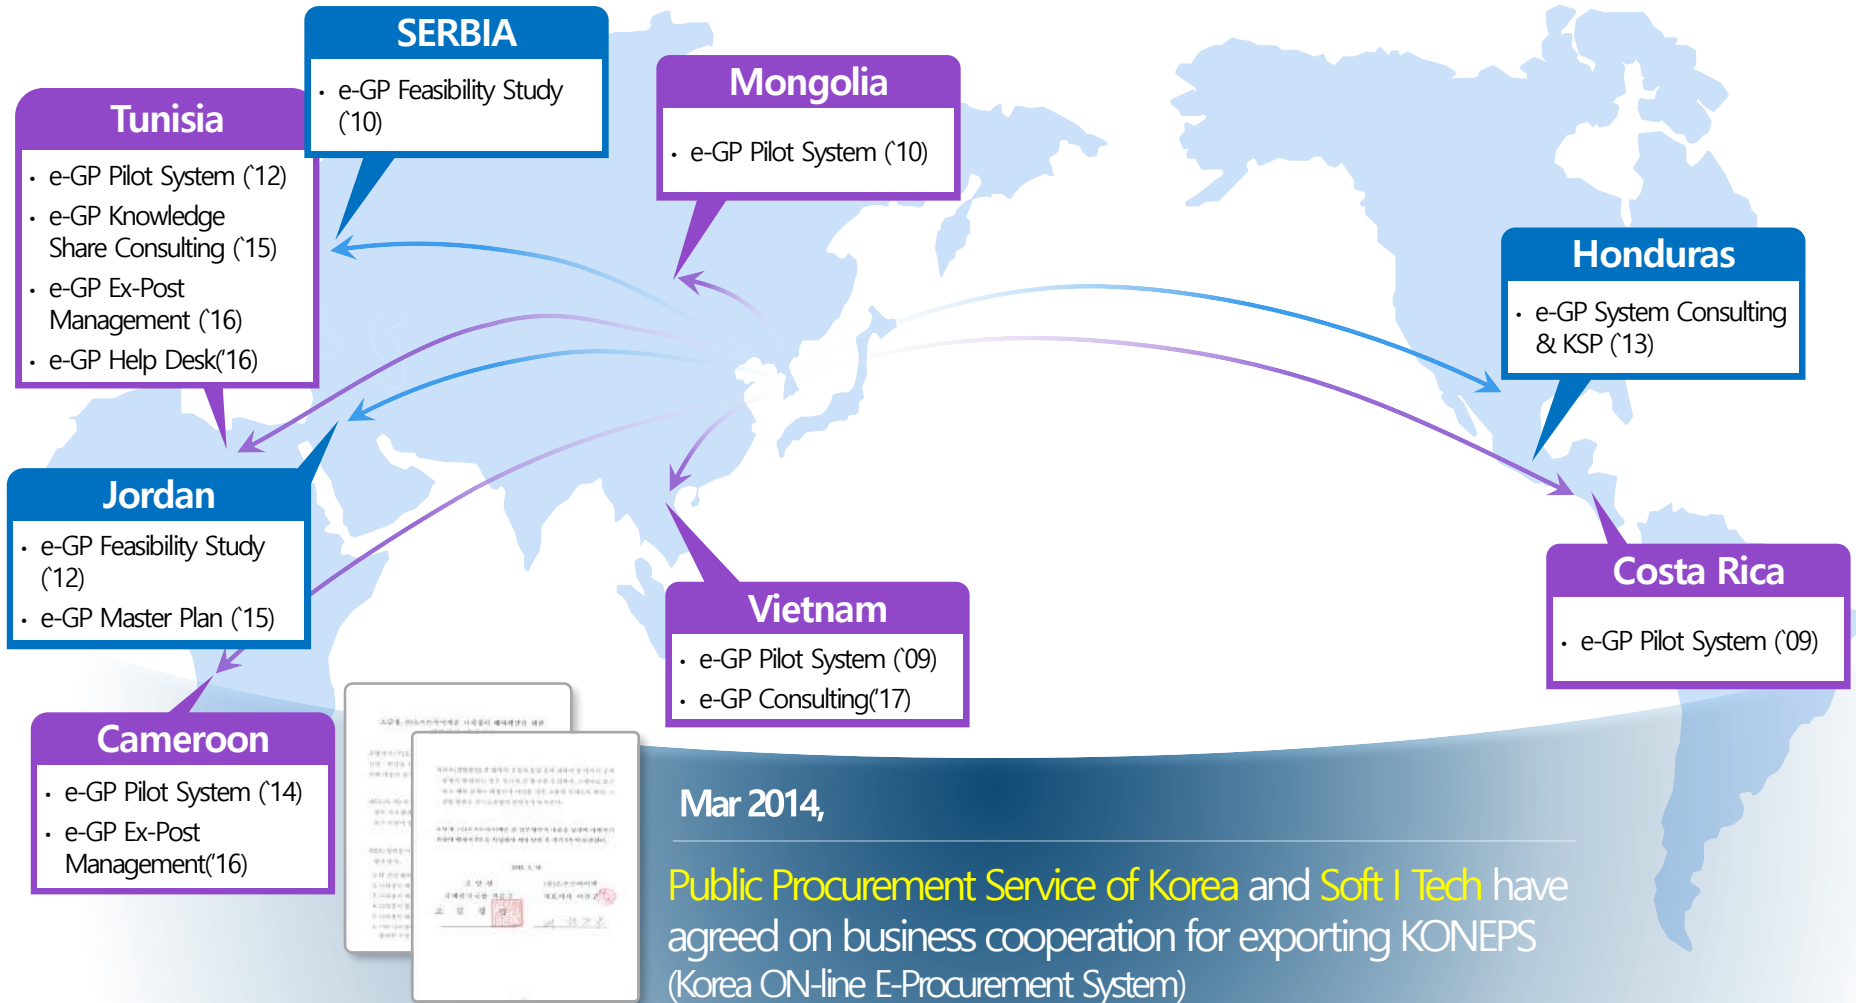 SERBIA
· e-GP Feasibility Study
(`10)
Mongolia
· e-GP Pilot System (`10)
Tunisia
· e-GP Pilot System (`12)
· e-GP Knowledge
Share Consulting (`15)
· e-GP Ex-Post
Management (`16)
· e-GP Help Desk('16)
Honduras
· e-GP System Consulting
& KSP (`13)
Jordan
· e-GP Feasibility Study
(`12)
· e-GP Master Plan (`15)
Vietnam
· e-GP Pilot System (`09)
· e-GP Consulting('17)
Costa Rica
· e-GP Pilot System (`09)
Cameroon
· e-GP Pilot System (`14)
· e-GP Ex-Post
Management('16)
Mar 2014,
Public Procurement Service of Korea and Soft I Tech have
agreed on business cooperation for exporting KONEPS
(Korea ON-line E-Procurement System)